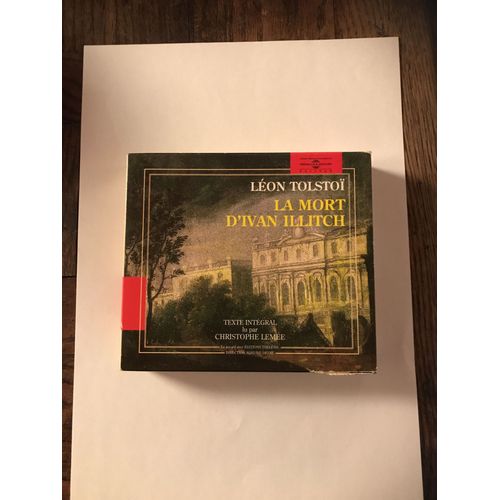 LÉON TOLSTOÏ
LA MORT
D'IVAN ILLITCH
TEXTE INTÉGRAL
lu par
CHRISTOPHE LEMÉE